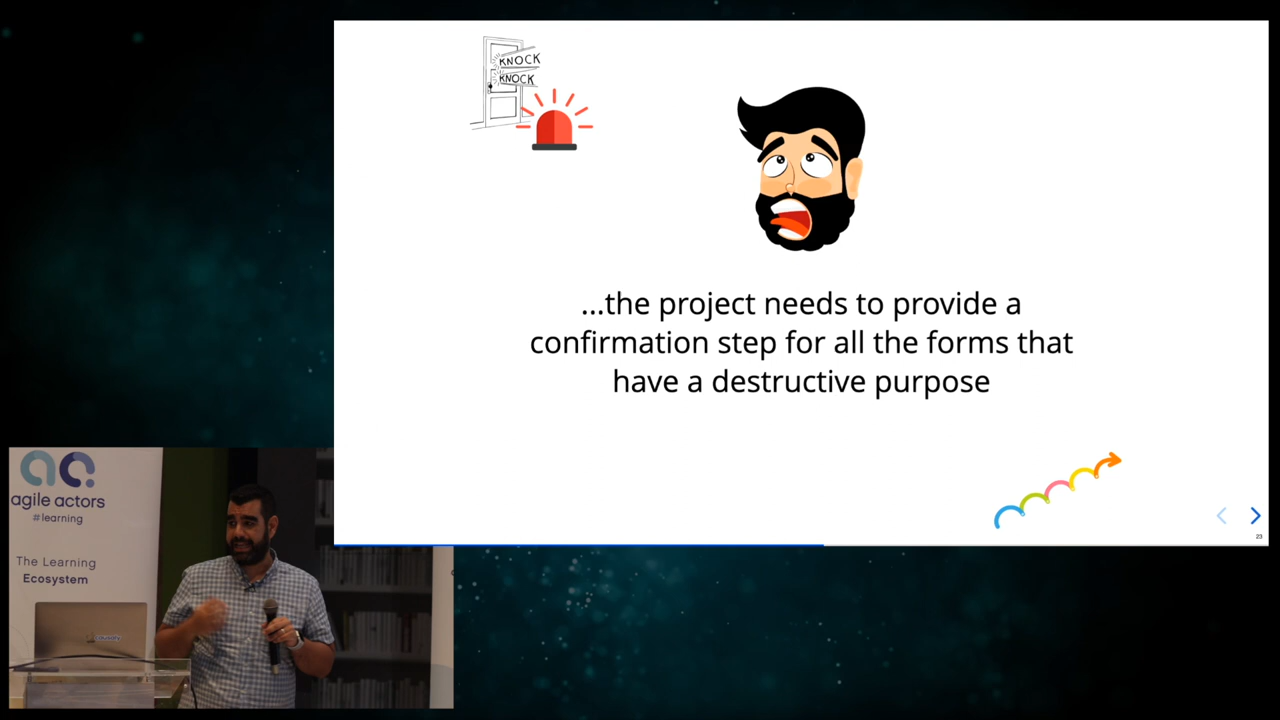 KNOCK
KNOCK
...the project needs to provide a
confirmation step for all the forms that
have a destructive purpose
23
agile actors
#learning
The Learning
Ecosystem